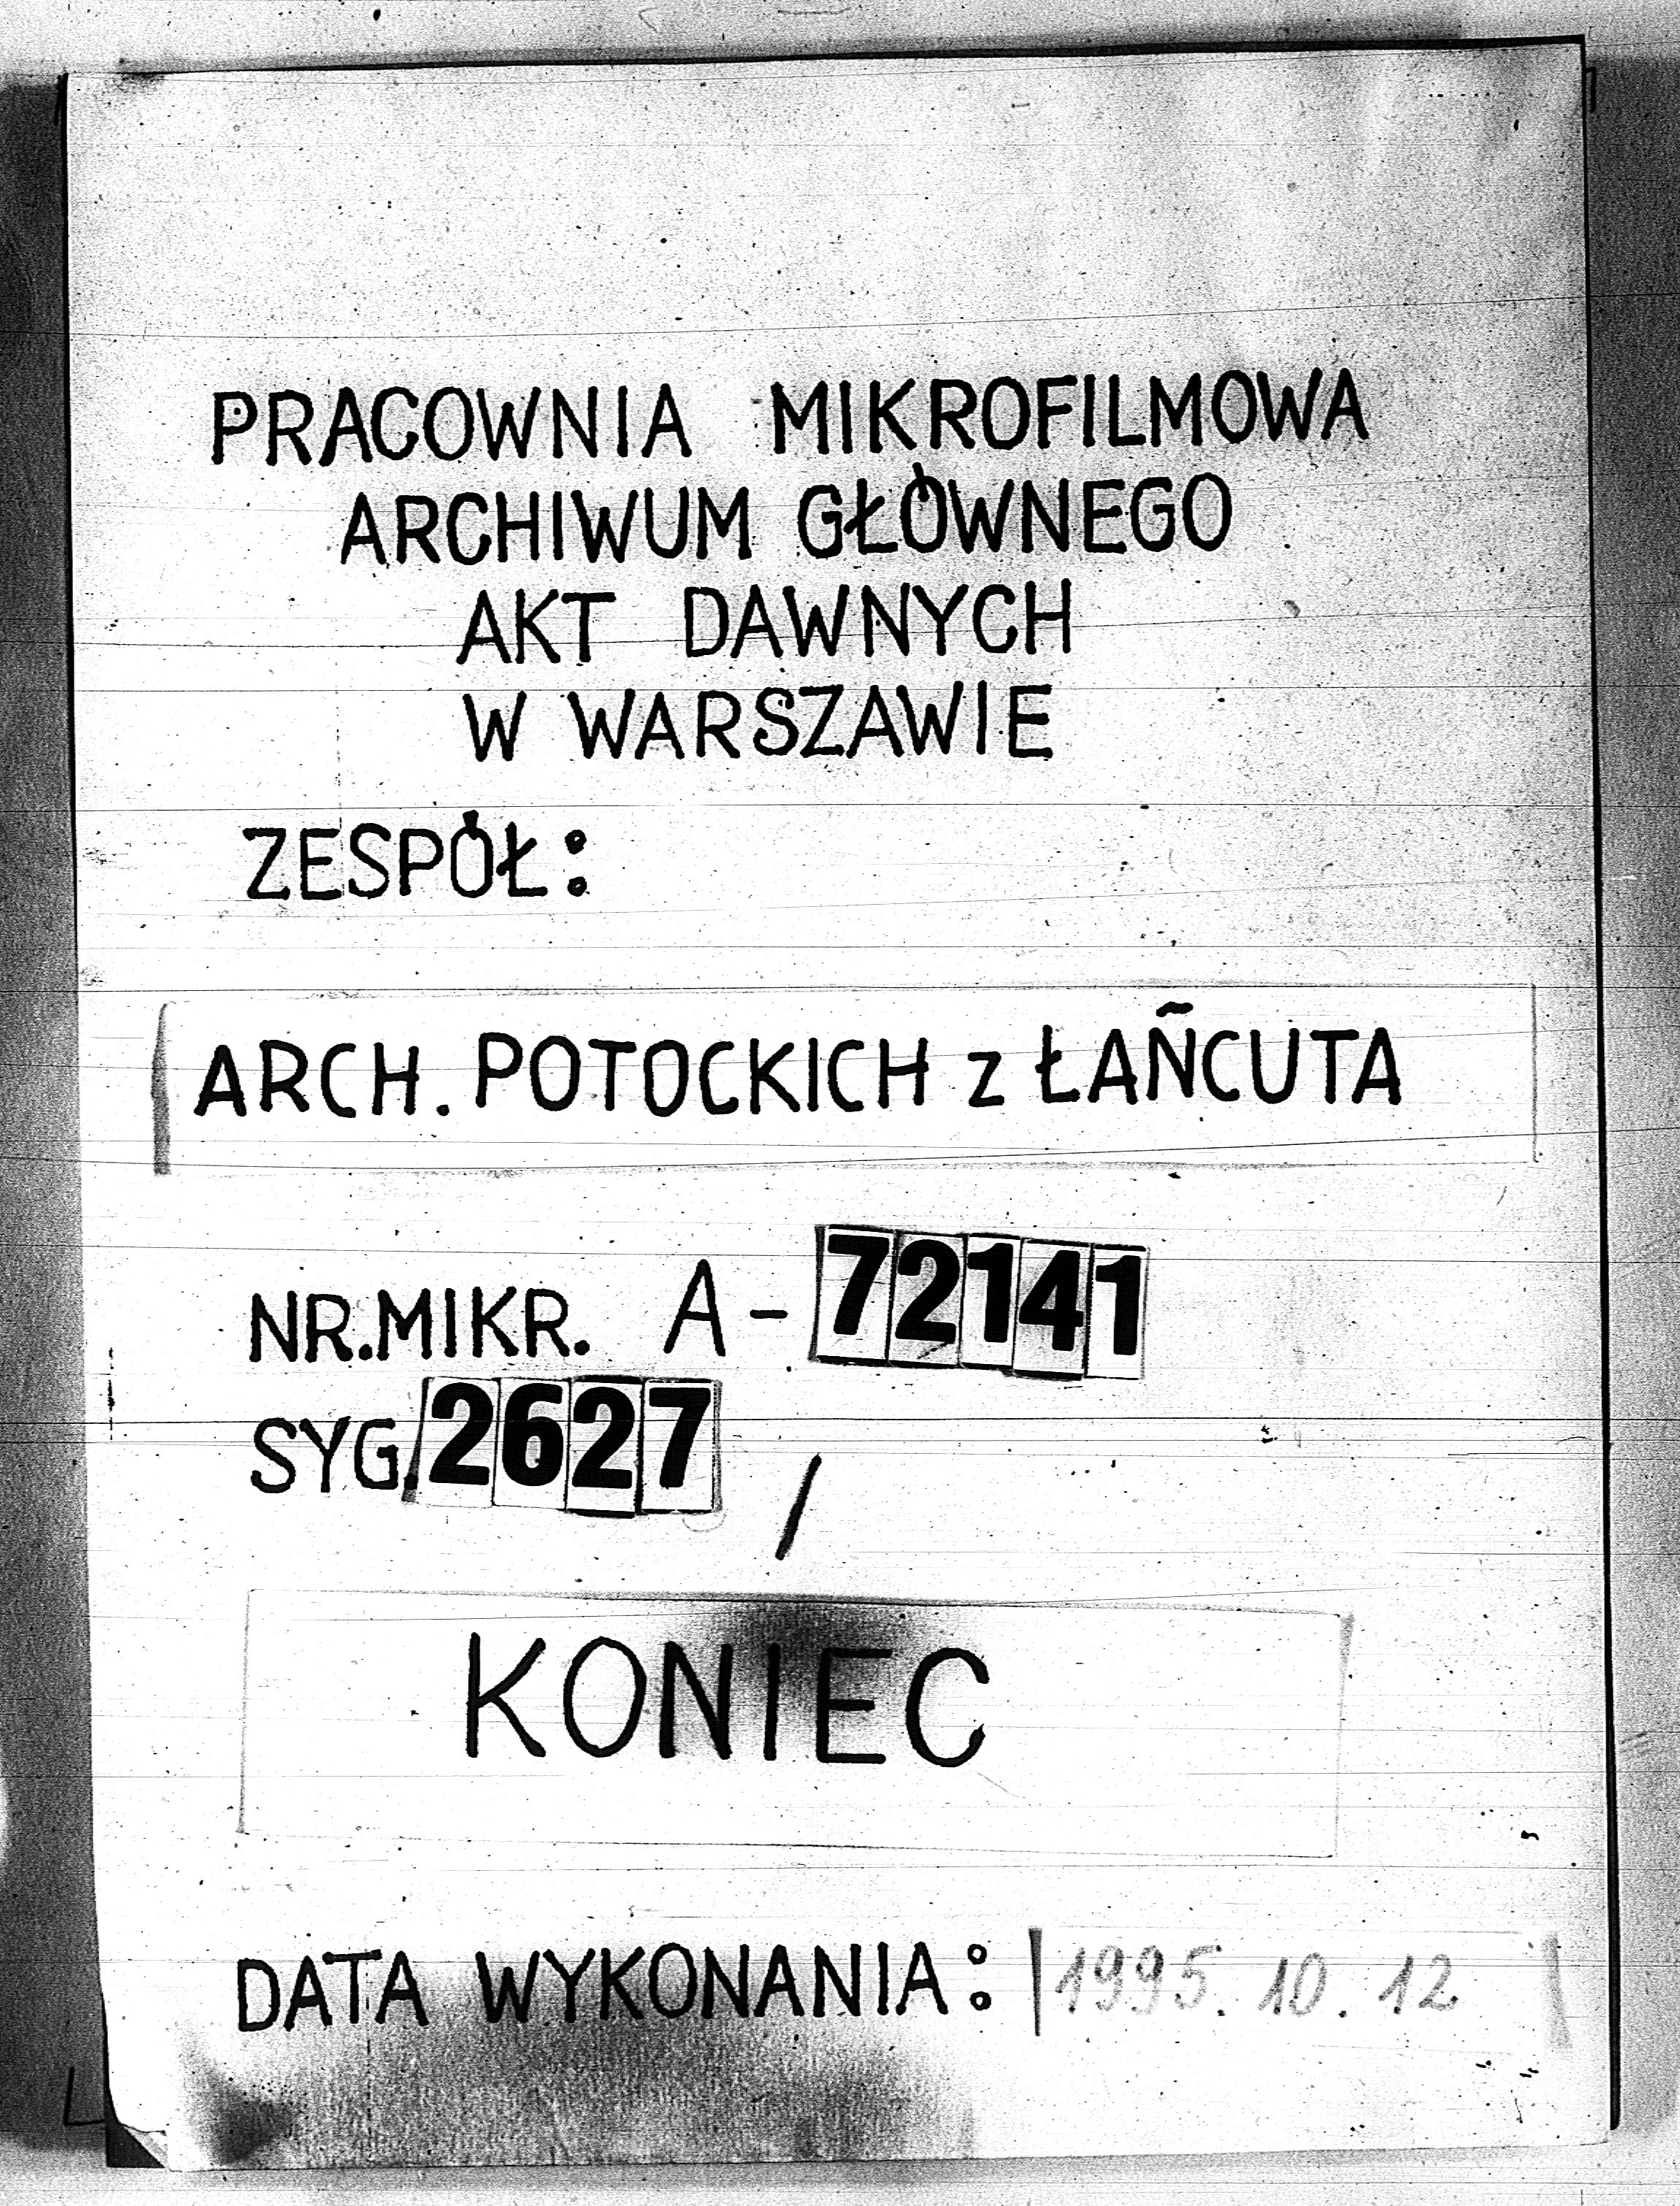 PRACOWNIA MIKROFILMOWA
ARCHIWUM GŁÓWNEGO
AKT DAWNYCH
W WARSZAWIE
ZESPÓŁ:
ARCH. POTOCKICH z ŁAŃCUTA
NR.MIKR. A-72141
SYG.2627 /
KONIEC
DATA WYKONANIA: 1995.10.12